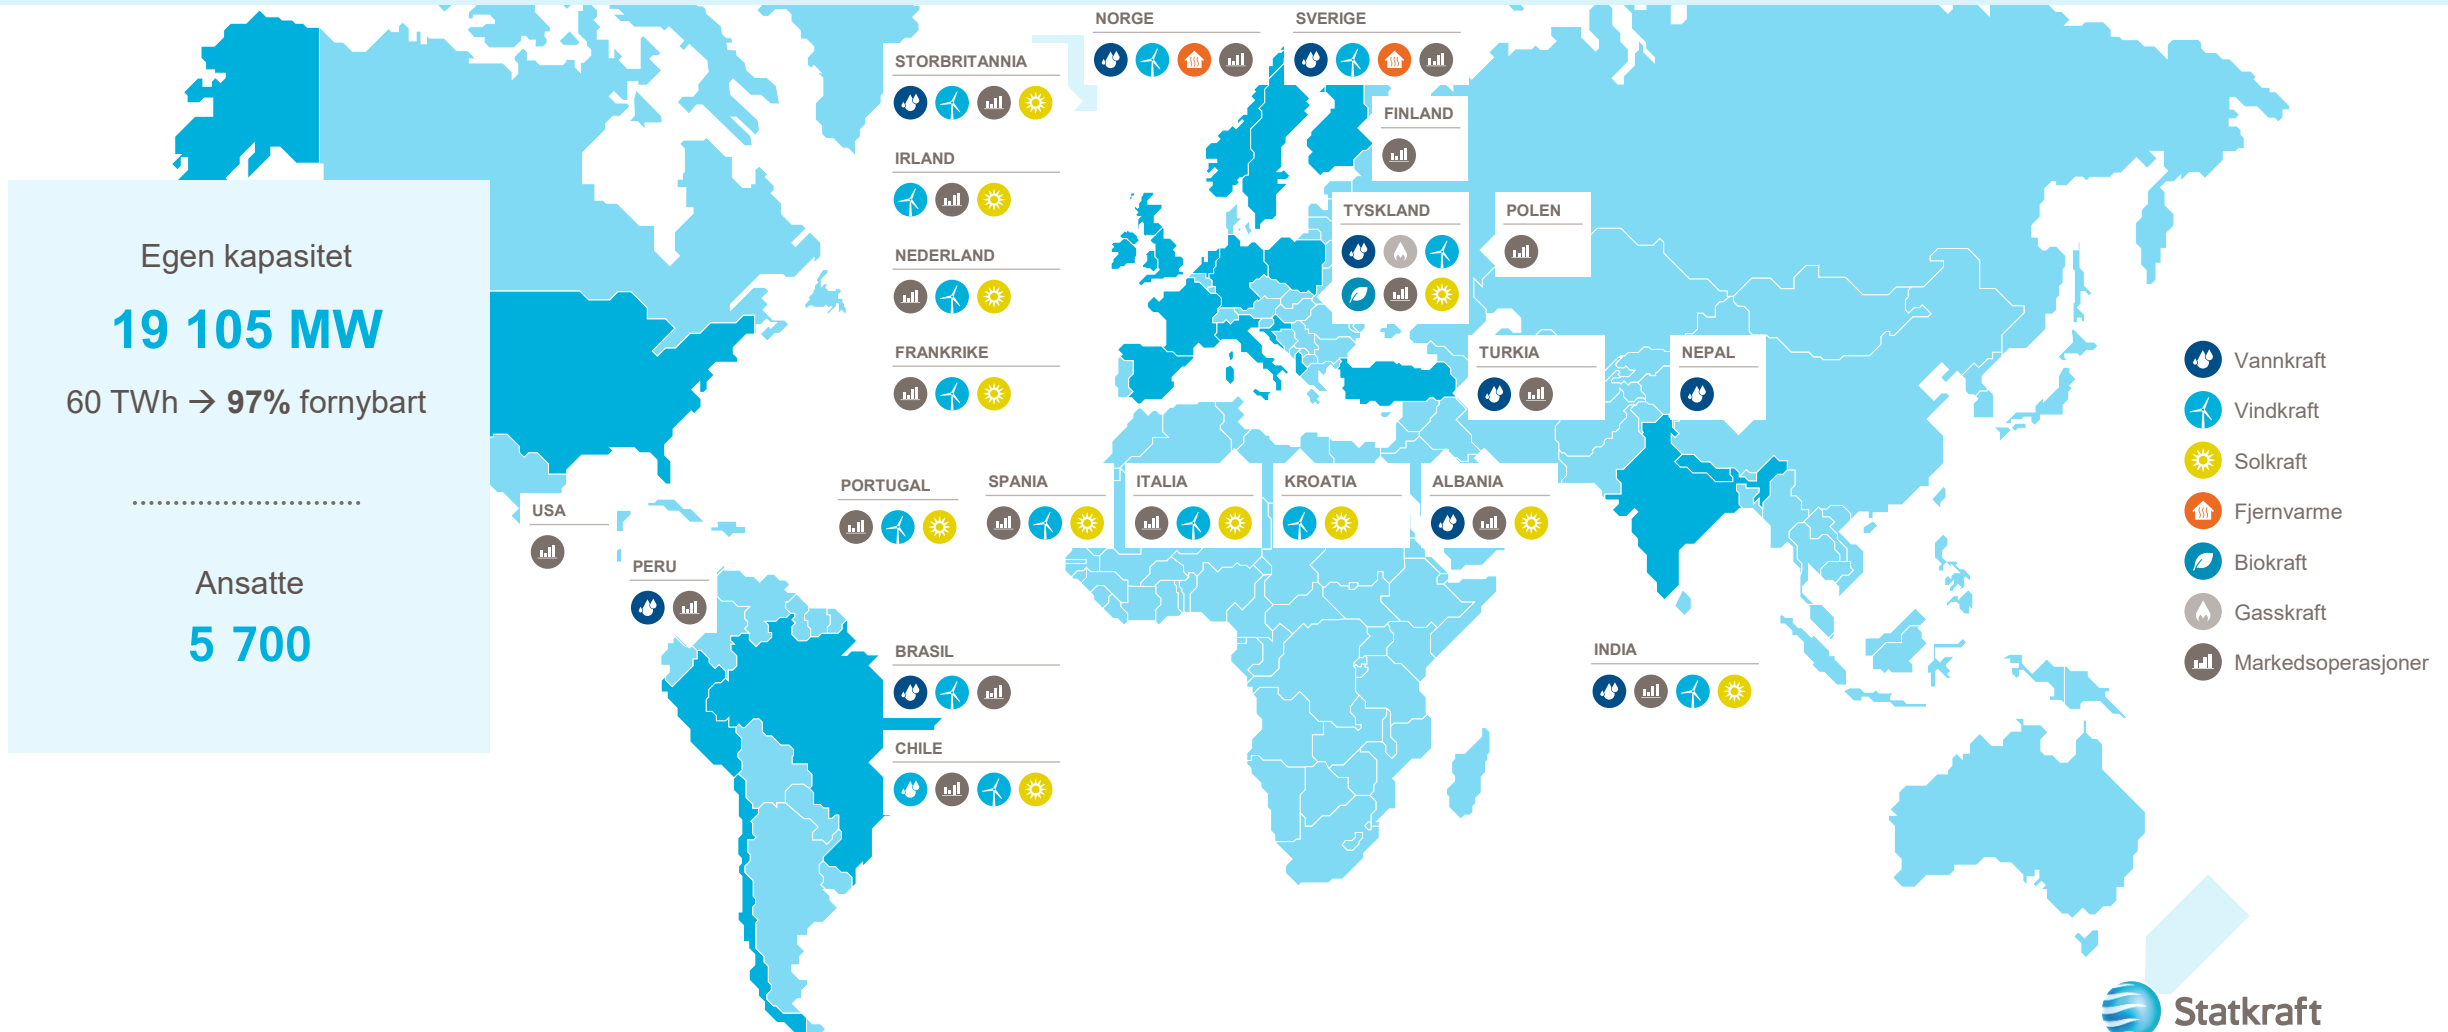 NORGE
SVERIGE
STORBRITANNIA
FINLAND
IRLAND
TYSKLAND
POLEN
Egen kapasitet
19 105 MW
60 TWh → 97% fornybart
Ansatte
5 700
NEDERLAND
FRANKRIKE
TURKIA
NEPAL
PORTUGAL
SPANIA
ITALIA
KROATIA
ALBANIA
USA
PERU
BRASIL
CHILE
INDIA
Vannkraft
Vindkraft
Solkraft
Fjernvarme
Biokraft
Gasskraft
Markedsoperasjoner
Statkraft